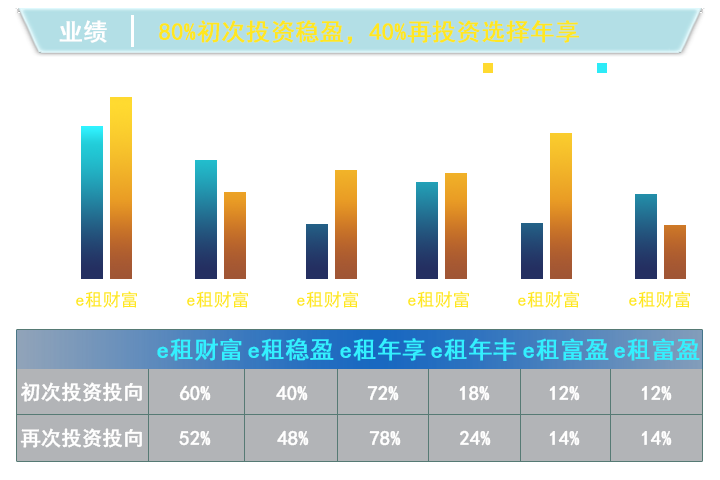 业绩 80%初次投资稳盈，40%再投资选择年享
e租财富 e租财富 e租财富 e租财富 e租财富 e租财富
e租财富 e租稳盈 e租年享 e租年丰 e租富盈 e租富盈
初次投资投向 60% 40% 72% 18% 12% 12%
再次投资投向 52% 48% 78% 24% 14% 14%